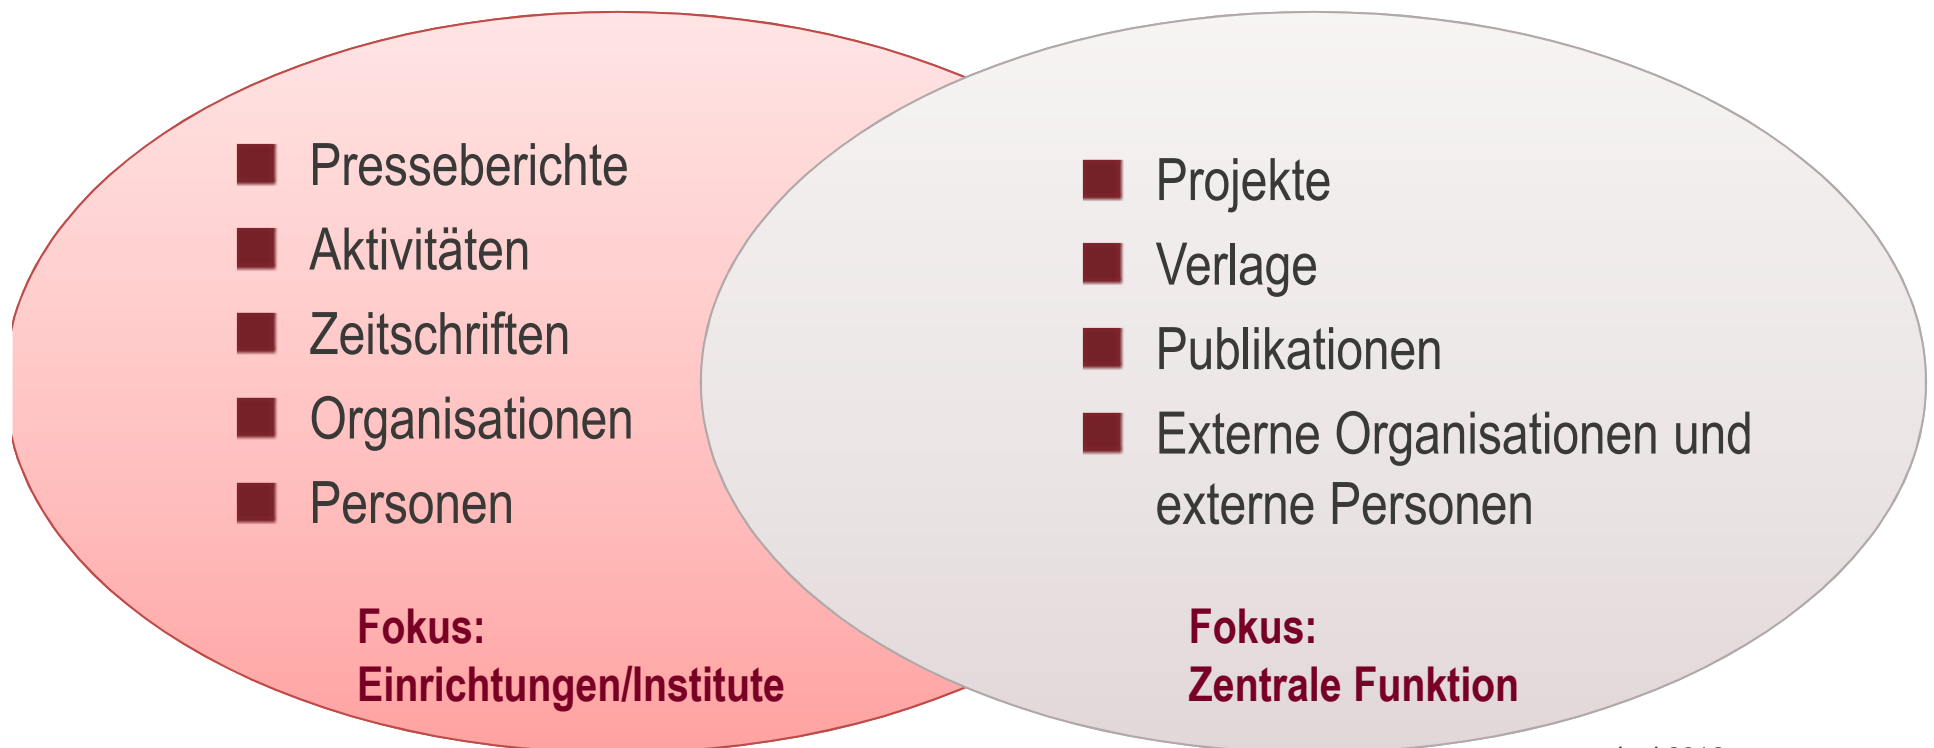 Presseberichte
Aktivitäten
Zeitschriften
Organisationen
Personen
Fokus:
Einrichtungen/Institute
Projekte
Verlage
Publikationen
Externe Organisationen und
externe Personen
Fokus:
Zentrale Funktion